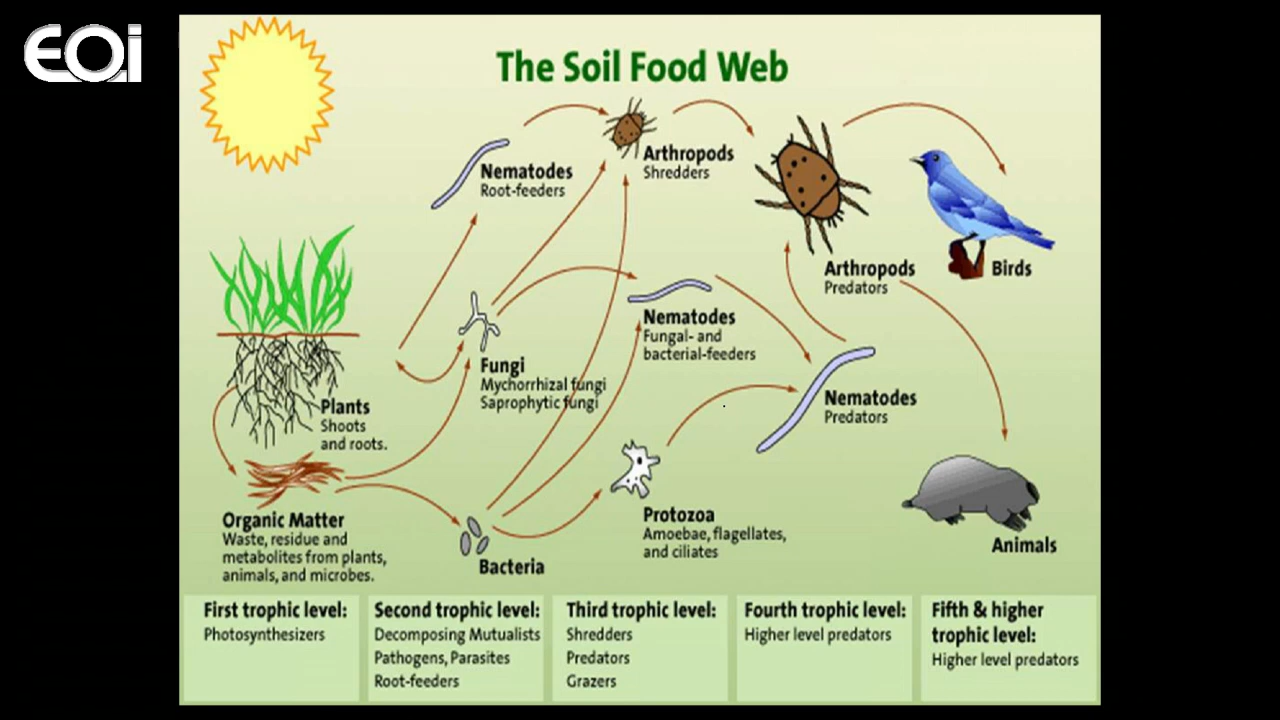 EOi
The Soil Food Web
Nematodes
Root-feeders
Arthropods
Shredders
Arthropods
Predators
Birds
Nematodes
Fungal- and
bacterial-feeders
Fungi
Mychorrhizal fungi
Saprophytic fungi
Plants
Shoots
and roots.
Nematodes
Predators
Organic Matter
Waste, residue and
metabolites from plants,
animals, and microbes.
Bacteria
Protozoa
Amoebae, flagellates,
and ciliates
Animals
First trophic level:
Photosynthesizers
Second trophic level:
Decomposing Mutualists
Pathogens, Parasites
Root-feeders
Third trophic level:
Shredders
Predators
Grazers
Fourth trophic level:
Higher level predators
Fifth & higher
trophic level:
Higher level predators